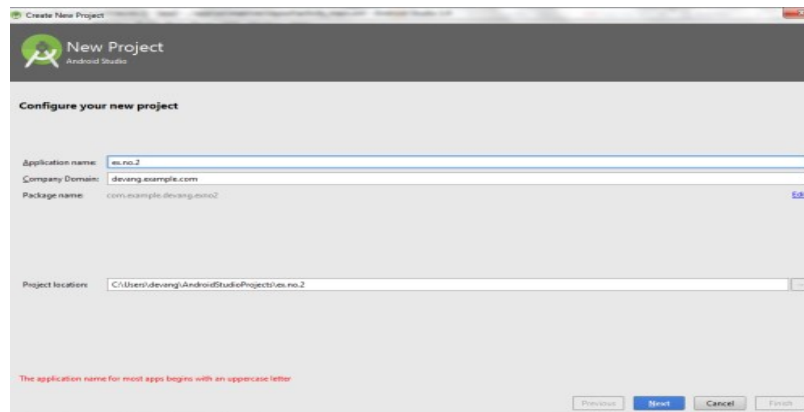 Create New Project
New Project
Android Studio
Configure your new project
Application name: ex.no.2
Company Domain: devang.example.com
Package name: com.example.devang.exno2 Edit
Project location: C:\Users\devang\AndroidStudioProjects\ex.no.2 ...
The application name for most apps begins with an uppercase letter
Previous Next Cancel Finish